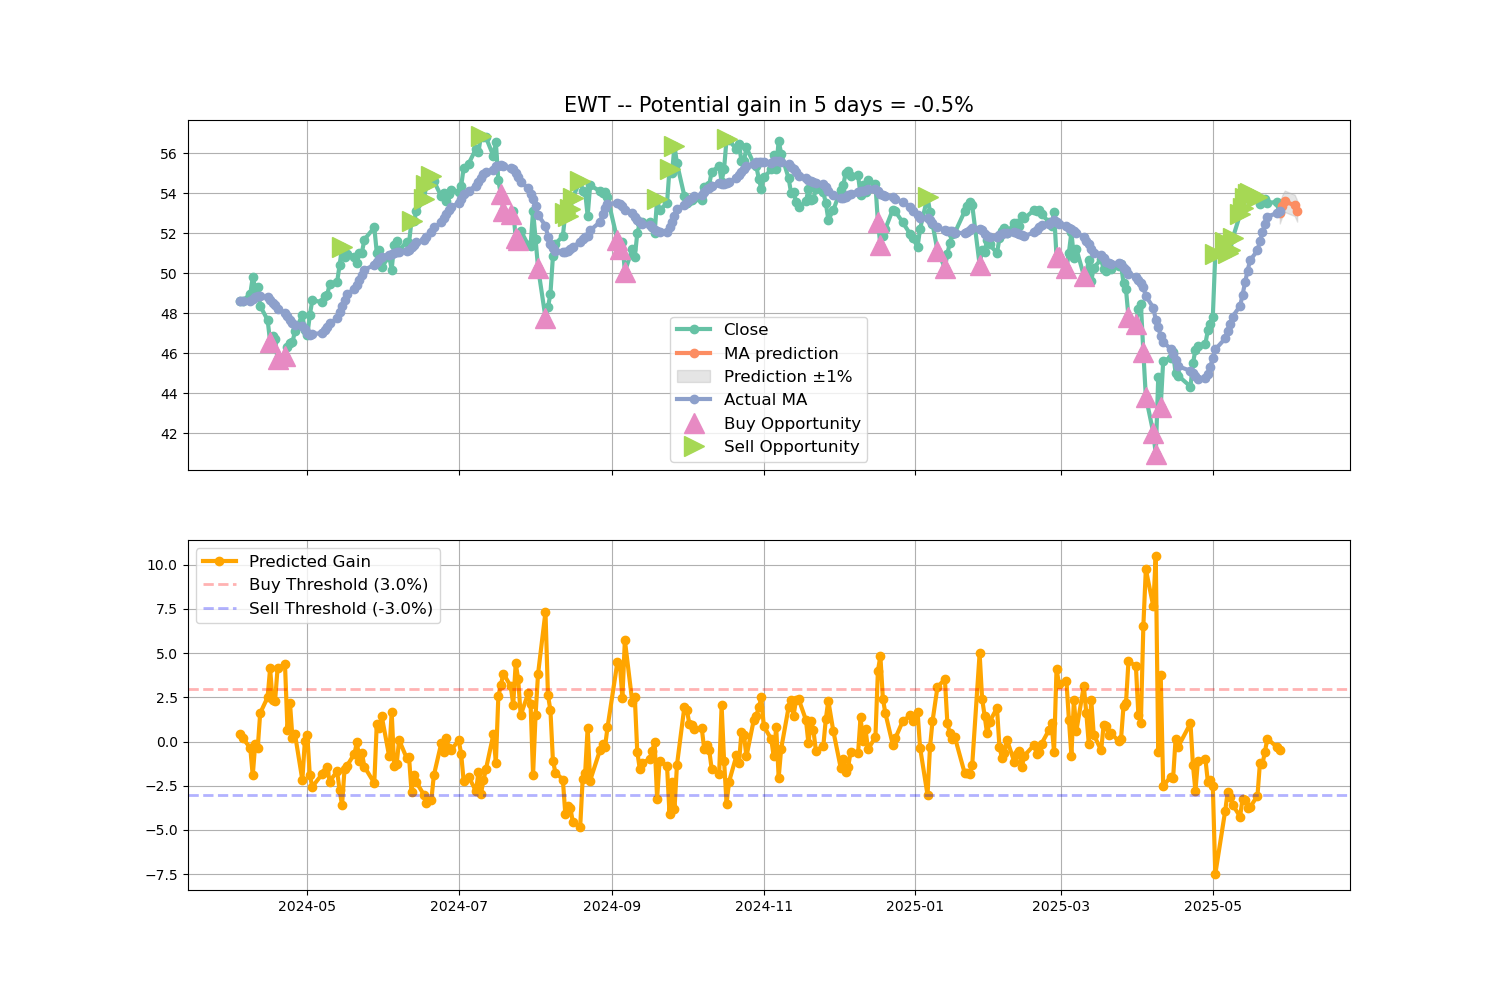 EWT -- Potential gain in 5 days = -0.5%
56
54
52
50
48
46
44
42
Close
MA prediction
Prediction ±1%
Actual MA
Buy Opportunity
Sell Opportunity
10.0
7.5
5.0
2.5
0.0
−2.5
−5.0
−7.5
Predicted Gain
Buy Threshold (3.0%)
Sell Threshold (-3.0%)
2024-05
2024-07
2024-09
2024-11
2025-01
2025-03
2025-05